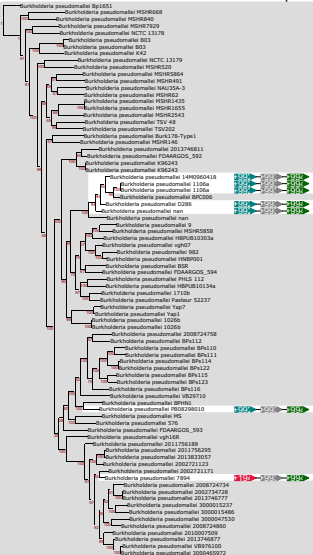 Burkholderia pseudomallei Bp1651
Burkholderia pseudomallei MSHR668
Burkholderia pseudomallei MSHR840
Burkholderia pseudomallei MSHR7929
Burkholderia pseudomallei NCTC 13178
Burkholderia pseudomallei B03
Burkholderia pseudomallei B03
Burkholderia pseudomallei K42
Burkholderia pseudomallei NCTC 13179
Burkholderia pseudomallei MSHR520
Burkholderia pseudomallei MSHR5864
Burkholderia pseudomallei MSHR491
Burkholderia pseudomallei NAU35A-3
Burkholderia pseudomallei MSHR62
Burkholderia pseudomallei MSHR1435
Burkholderia pseudomallei MSHR1655
Burkholderia pseudomallei MSHR2543
Burkholderia pseudomallei TSV 48
Burkholderia pseudomallei TSV202
Burkholderia pseudomallei Burk178-Type1
Burkholderia pseudomallei MSHR146
Burkholderia pseudomallei 2013746811
Burkholderia pseudomallei FDAARGOS_592
Burkholderia pseudomallei K96243
Burkholderia pseudomallei K96243
Burkholderia pseudomallei 14M0960418
Burkholderia pseudomallei 1106a
Burkholderia pseudomallei 1106a
Burkholderia pseudomallei BPC006
Burkholderia pseudomallei D286
Burkholderia pseudomallei nan
Burkholderia pseudomallei nan
Burkholderia pseudomallei 9
Burkholderia pseudomallei MSHR5858
Burkholderia pseudomallei HBPUB10303a
Burkholderia pseudomallei vgh07
Burkholderia pseudomallei 982
Burkholderia pseudomallei HNBP001
Burkholderia pseudomallei BSR
Burkholderia pseudomallei FDAARGOS_594
Burkholderia pseudomallei PHLS 112
Burkholderia pseudomallei HBPUB10134a
Burkholderia pseudomallei 1710b
Burkholderia pseudomallei Pasteur 52237
Burkholderia pseudomallei Yap7
Burkholderia pseudomallei Yap1
Burkholderia pseudomallei 1026b
Burkholderia pseudomallei 1026b
Burkholderia pseudomallei 2008724758
Burkholderia pseudomallei BPs112
Burkholderia pseudomallei BPs110
Burkholderia pseudomallei BPs111
Burkholderia pseudomallei BPs114
Burkholderia pseudomallei BPs122
Burkholderia pseudomallei BPs115
Burkholderia pseudomallei BPs123
Burkholderia pseudomallei BPs116
Burkholderia pseudomallei VB29710
Burkholderia pseudomallei BPHN1
Burkholderia pseudomallei PB08298010
Burkholderia pseudomallei MS
Burkholderia pseudomallei 576
Burkholderia pseudomallei FDAARGOS_593
Burkholderia pseudomallei vgh16R
Burkholderia pseudomallei 2011756189
Burkholderia pseudomallei 2011756295
Burkholderia pseudomallei 2013833057
Burkholderia pseudomallei 2002721123
Burkholderia pseudomallei 2002721171
Burkholderia pseudomallei 7894
Burkholderia pseudomallei 2008724734
Burkholderia pseudomallei 2002734728
Burkholderia pseudomallei 2013746777
Burkholderia pseudomallei 3000015237
Burkholderia pseudomallei 3000015486
Burkholderia pseudomallei 3000047530
Burkholderia pseudomallei 2008724860
Burkholderia pseudomallei 2010007509
Burkholderia pseudomallei 2013746877
Burkholderia pseudomallei VB976100
Burkholderia pseudomallei 3000465972